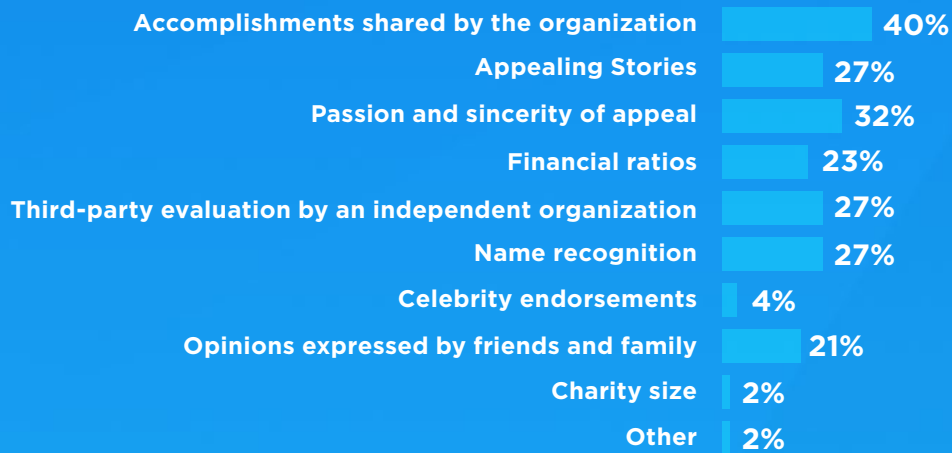 Accomplishments shared by the organization 40%
Appealing Stories 27%
Passion and sincerity of appeal 32%
Financial ratios 23%
Third-party evaluation by an independent organization 27%
Name recognition 27%
Celebrity endorsements 4%
Opinions expressed by friends and family 21%
Charity size 2%
Other 2%